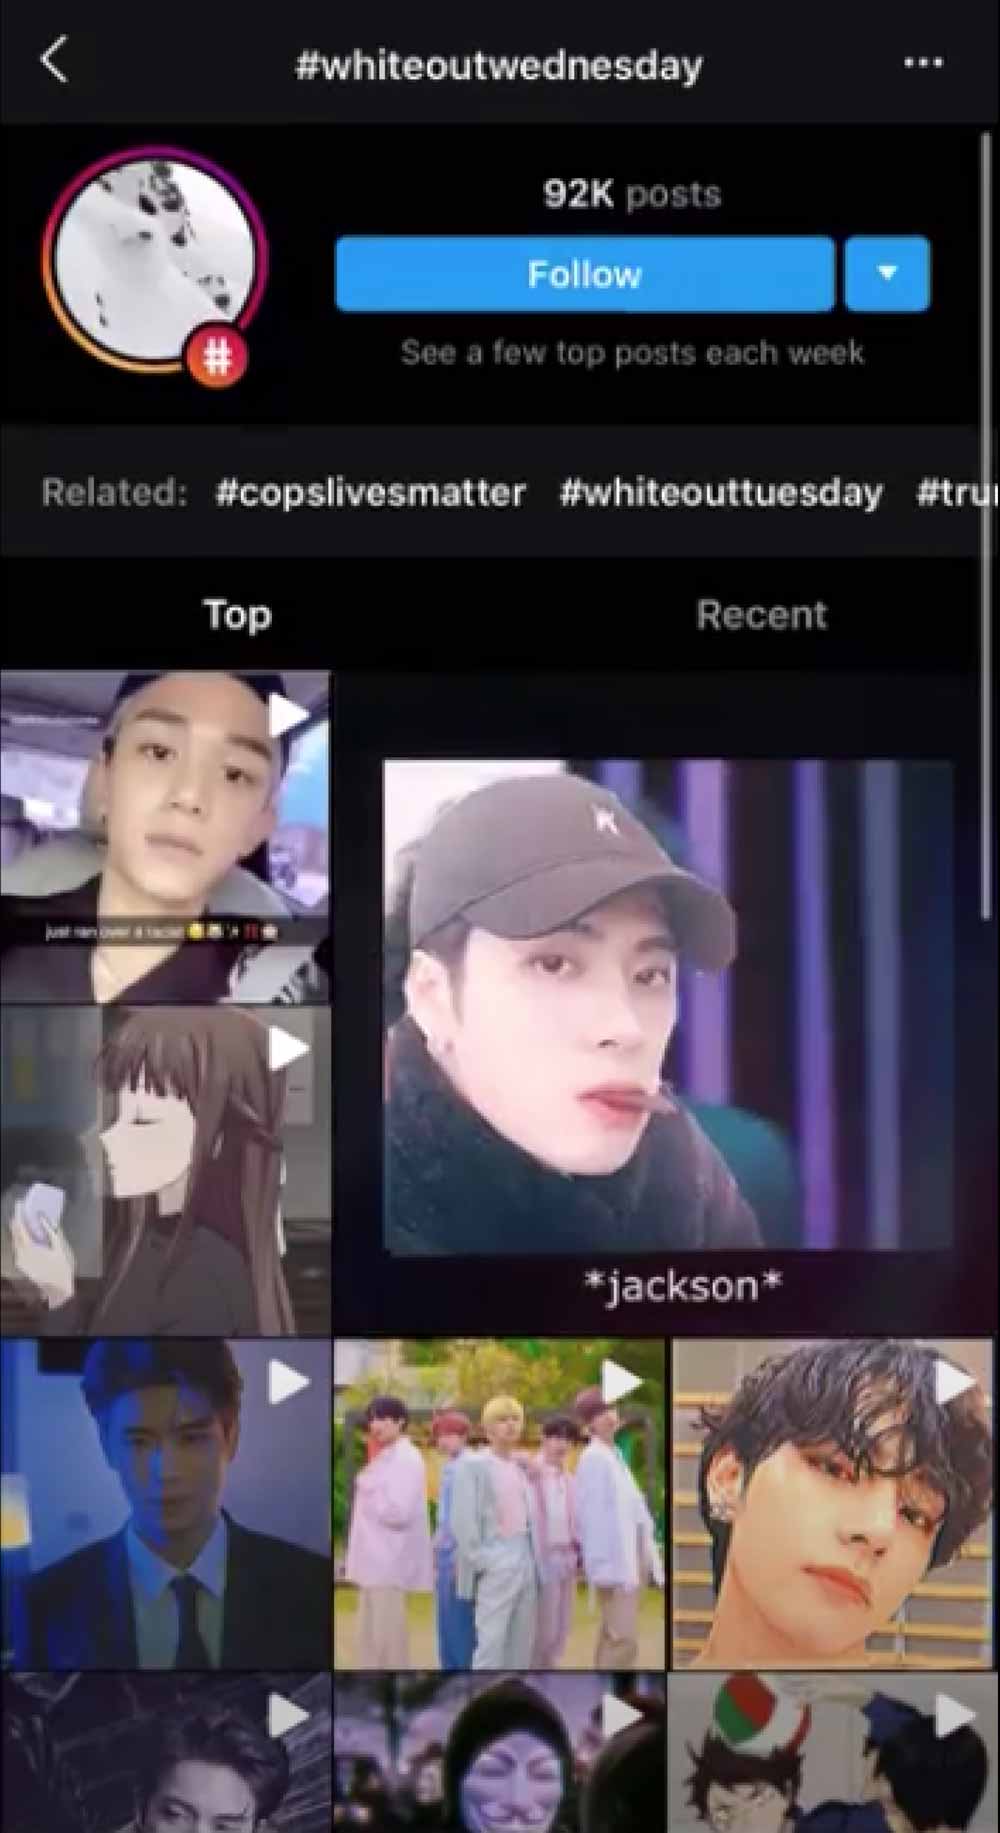 #whiteoutwednesday
92K posts
Follow
See a few top posts each week
Related: #copslivesmatter #whiteouttuesday #tru
Top
Recent
just ran over a racist
*jackson*